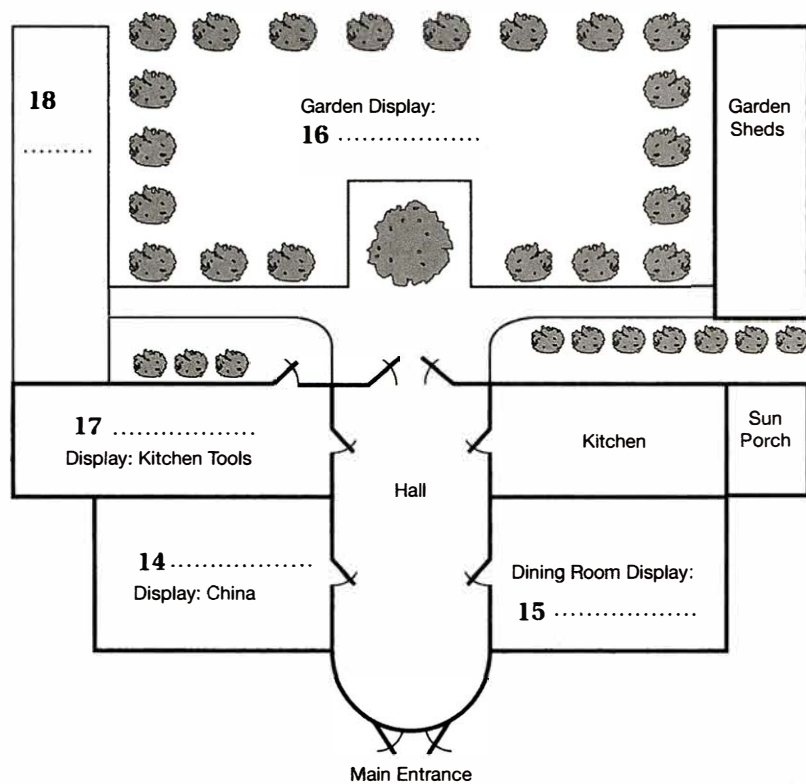 18
....................
Garden Display:
16 ....................
Garden
Sheds
17 ....................
Display: Kitchen Tools
Kitchen
Sun
Porch
Hall
14 ....................
Display: China
Dining Room Display:
15 ....................
Main Entrance